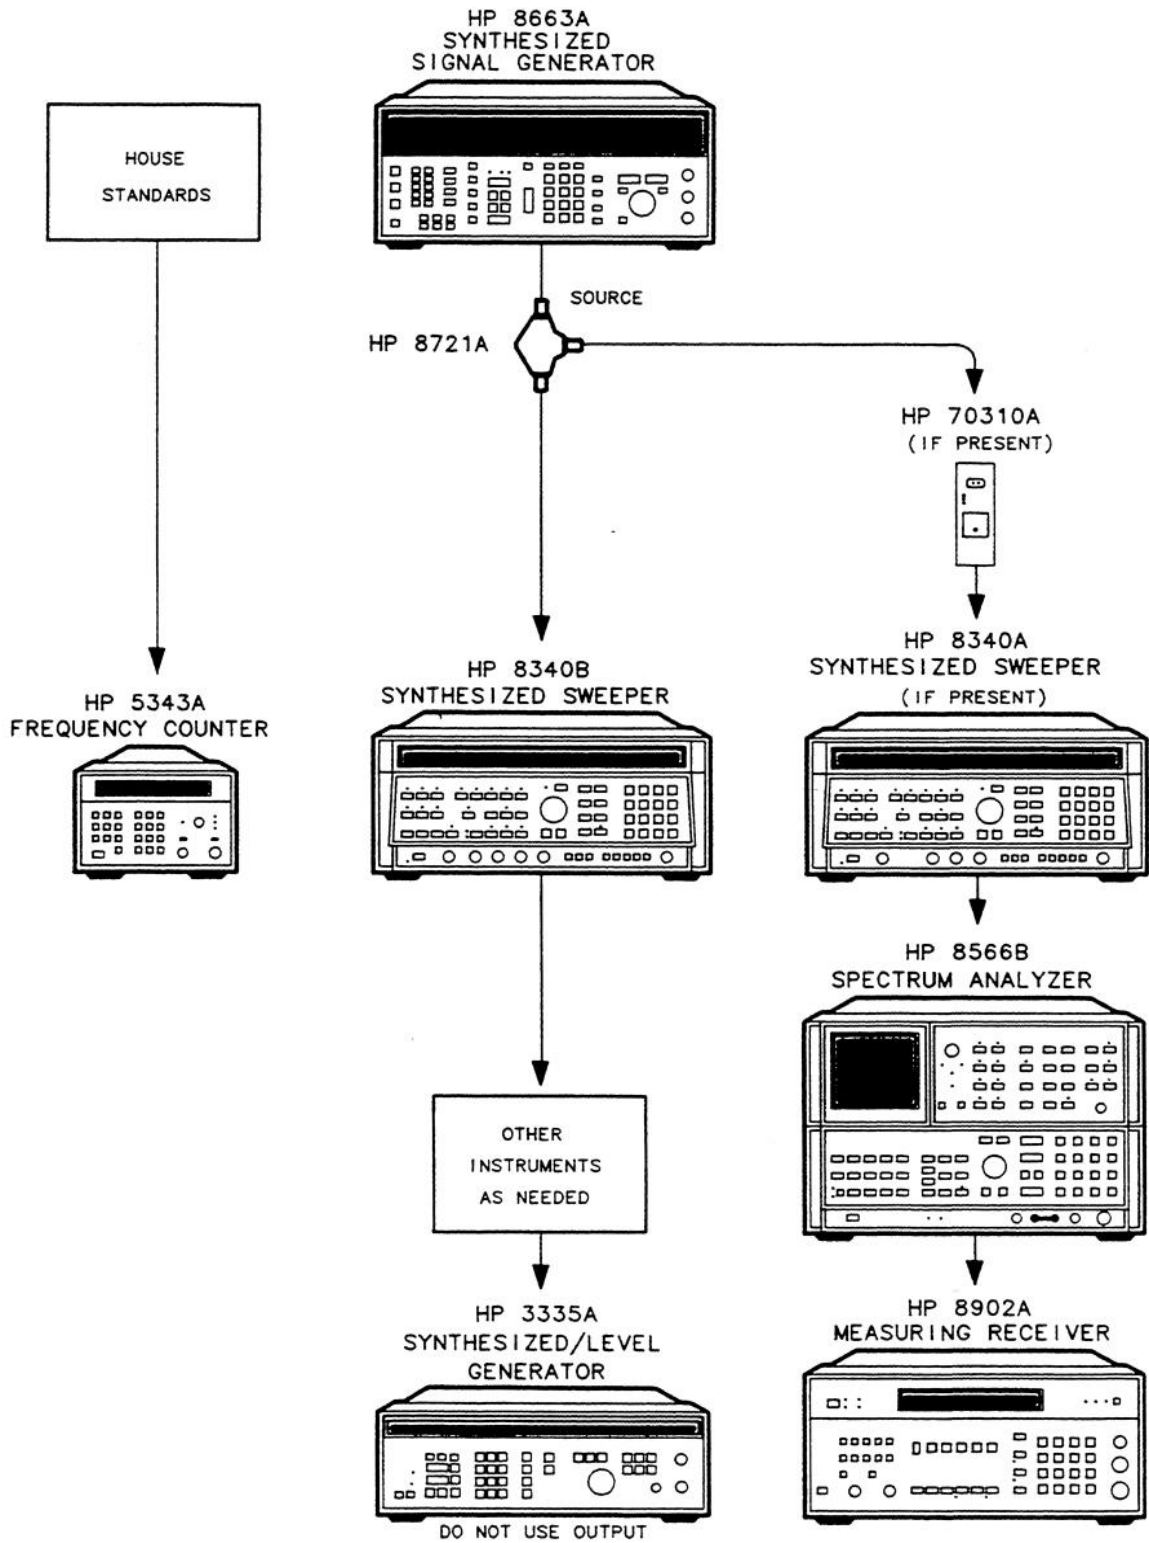 HP 8663A
SYNTHESIZED
SIGNAL GENERATOR
HOUSE
STANDARDS
SOURCE
HP 8721A
HP 70310A
(IF PRESENT)
HP 5343A
FREQUENCY COUNTER
HP 8340B
SYNTHESIZED SWEEPER
HP 8340A
SYNTHESIZED SWEEPER
(IF PRESENT)
HP 8566B
SPECTRUM ANALYZER
OTHER
INSTRUMENTS
AS NEEDED
HP 3335A
SYNTHESIZED/LEVEL
GENERATOR
DO NOT USE OUTPUT
HP 8902A
MEASURING RECEIVER